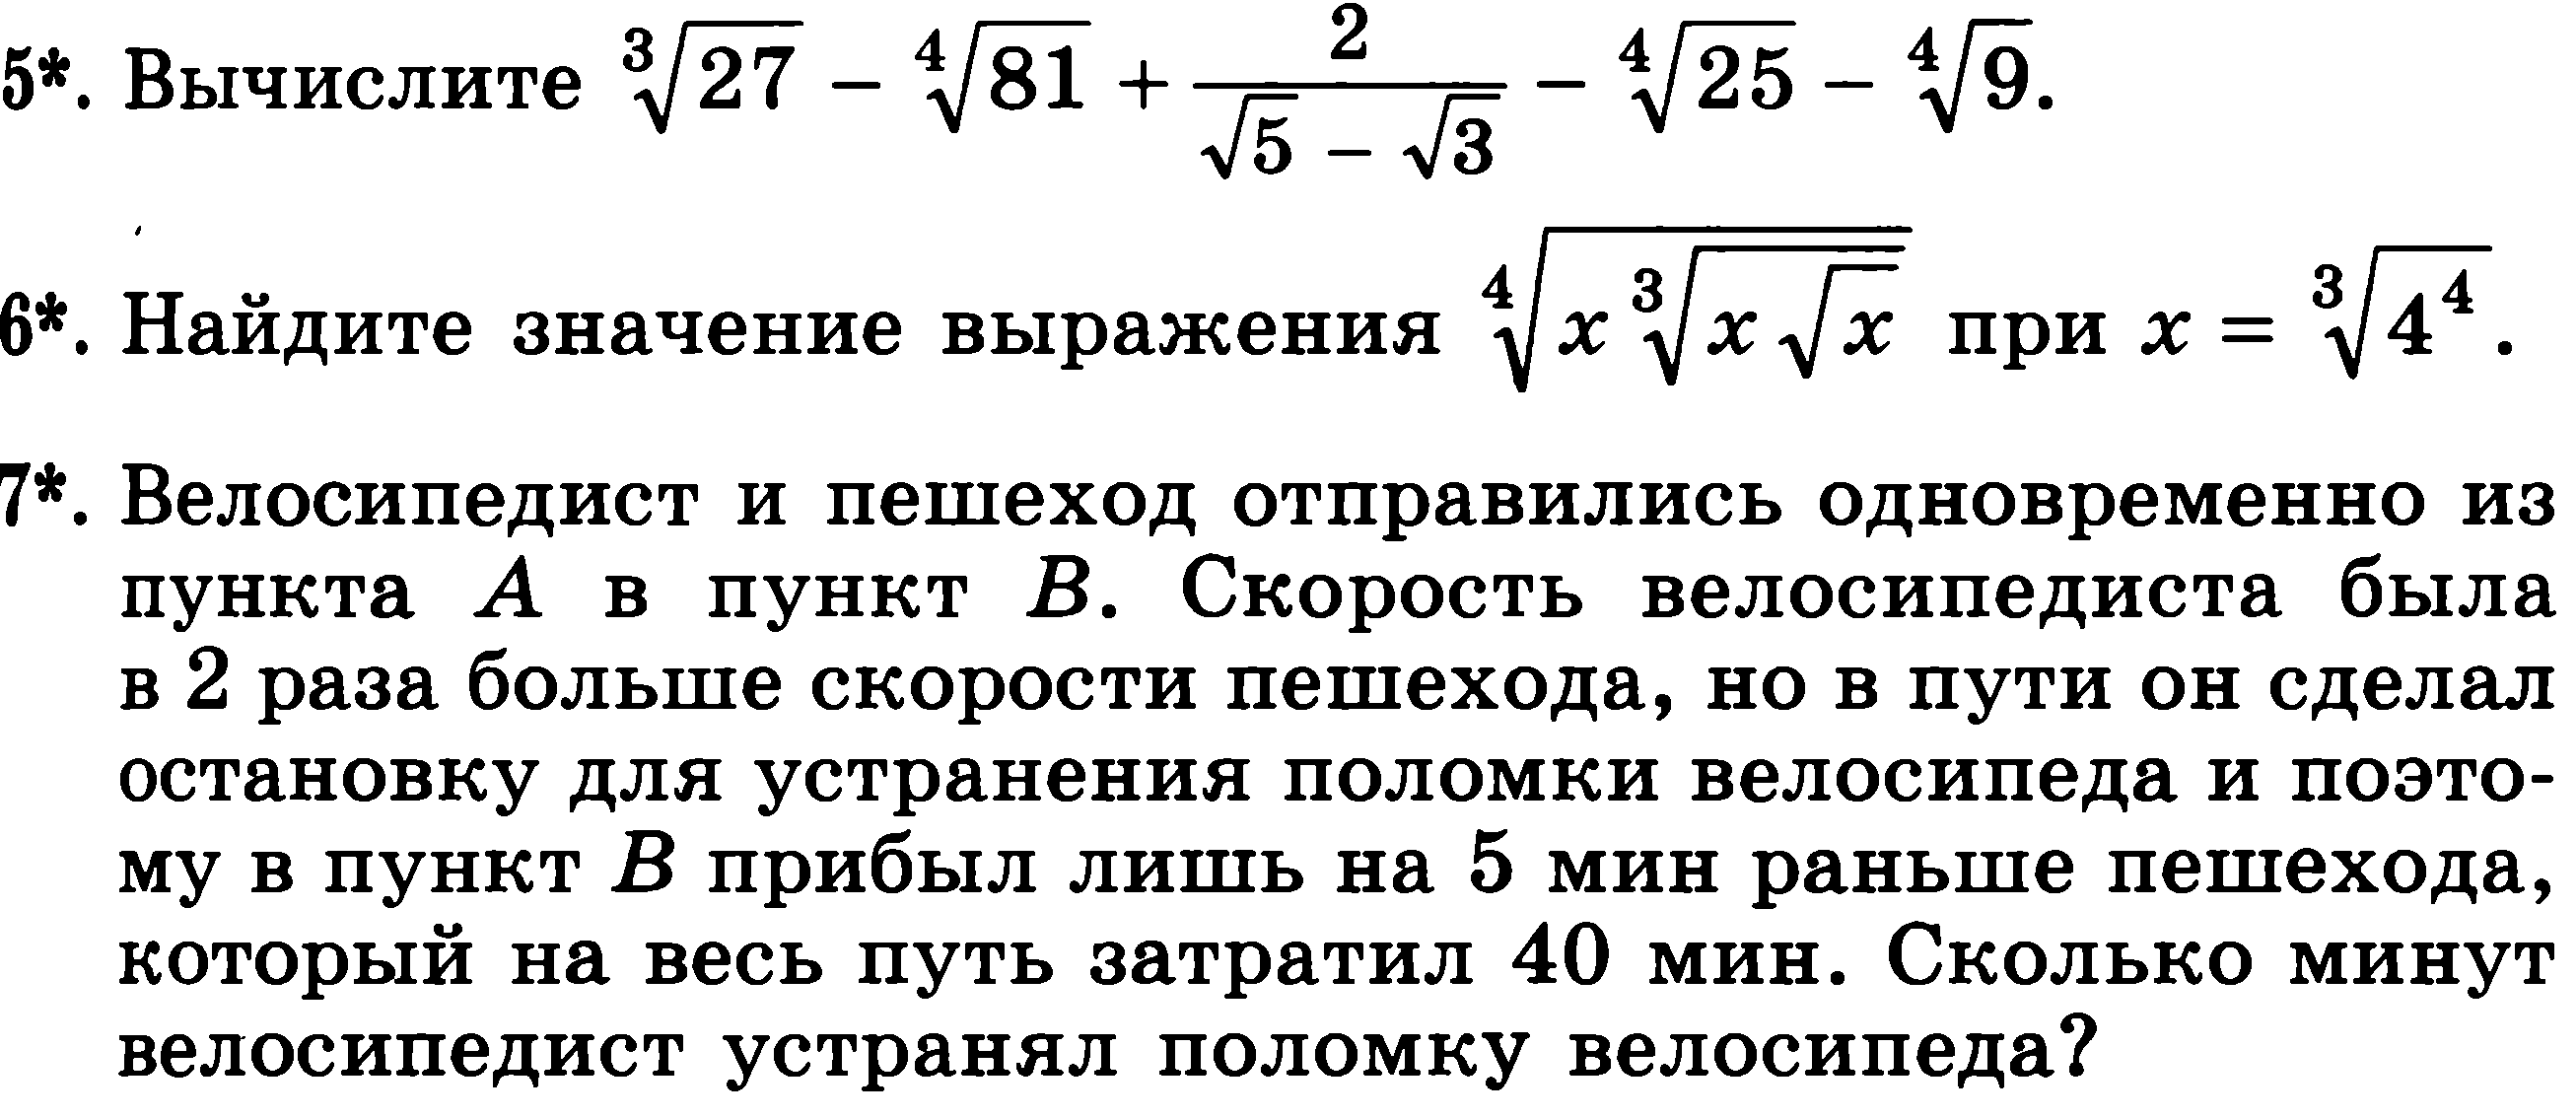 5*. Вычислите ∛27 − ∜81 + 2/(√5 − √3) − ∜25 − ∜9.
6*. Найдите значение выражения ∜(x∛(x√x)) при x = ∛(4⁴).
7*. Велосипедист и пешеход отправились одновременно из
пункта A в пункт B. Скорость велосипедиста была
в 2 раза больше скорости пешехода, но в пути он сделал
остановку для устранения поломки велосипеда и поэто-
му в пункт B прибыл лишь на 5 мин раньше пешехода,
который на весь путь затратил 40 мин. Сколько минут
велосипедист устранял поломку велосипеда?